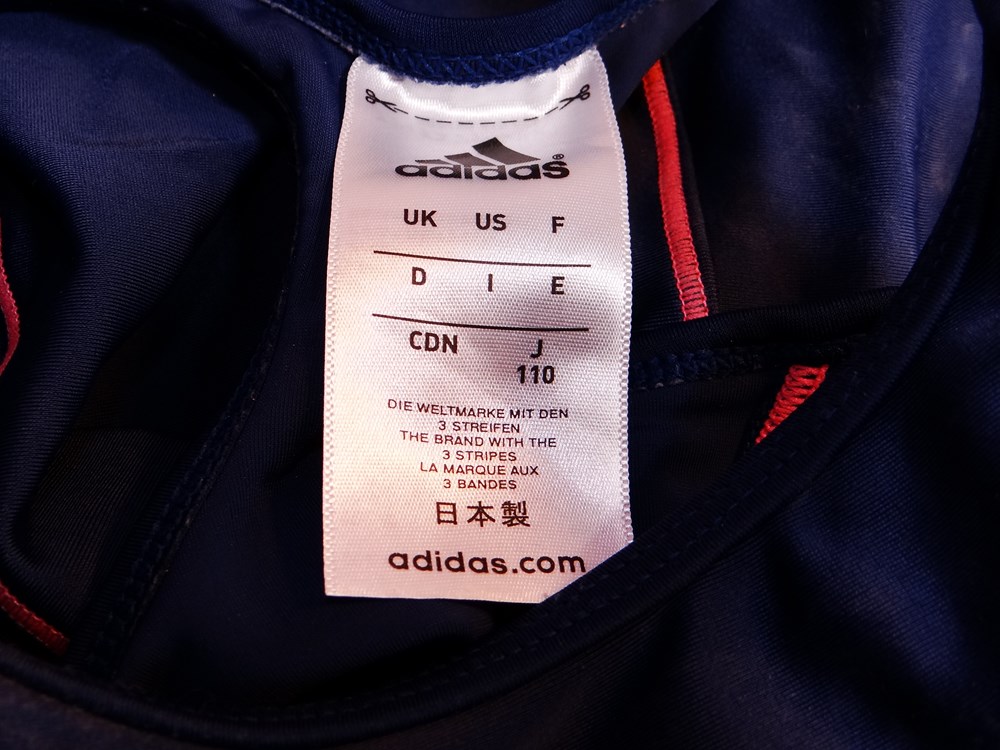 adidas®
UK US F
D I E
CDN J
110
DIE WELTMARKE MIT DEN
3 STREIFEN
THE BRAND WITH THE
3 STRIPES
LA MARQUE AUX
3 BANDES
日本製
adidas.com